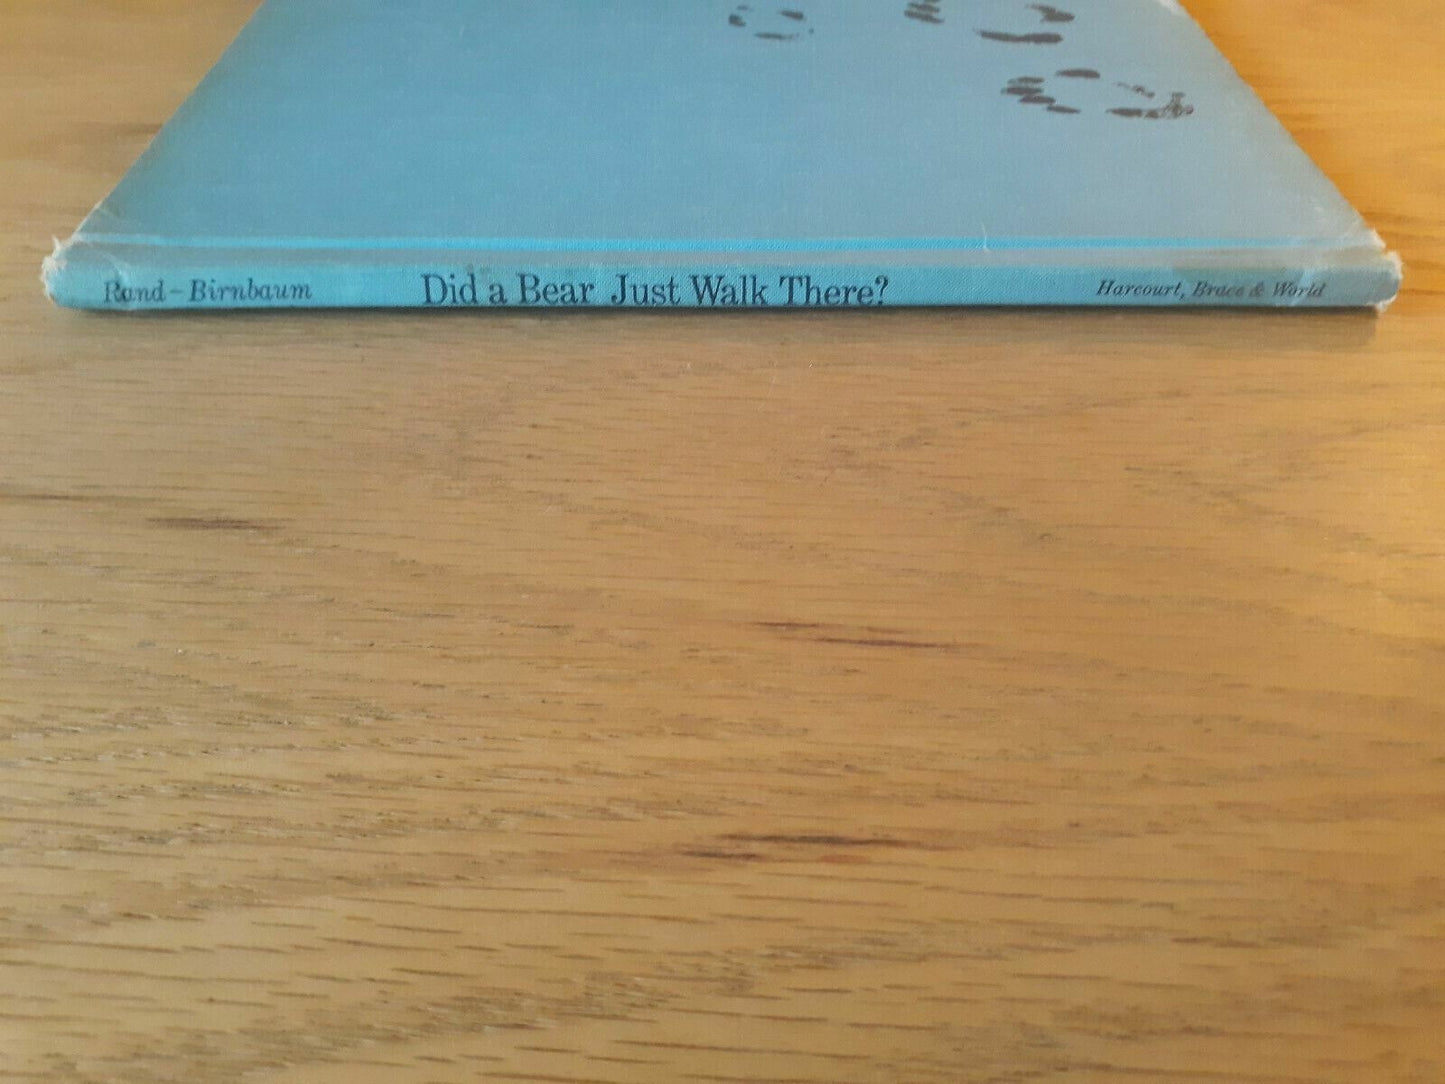 Rand-Birnbaum Did a Bear Just Walk There? Harcourt, Brace & World